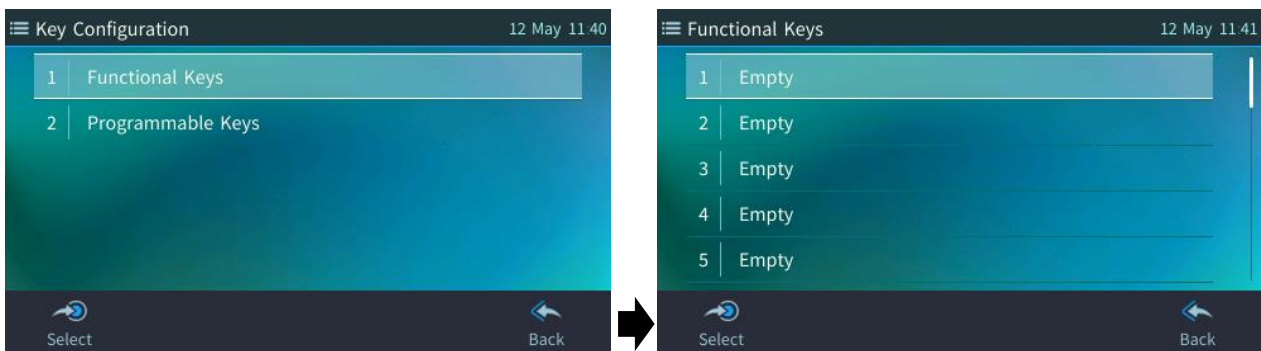 Key Configuration 12 May 11:40
1 Functional Keys
2 Programmable Keys
Select Back
Functional Keys 12 May 11:41
1 Empty
2 Empty
3 Empty
4 Empty
5 Empty
Select Back